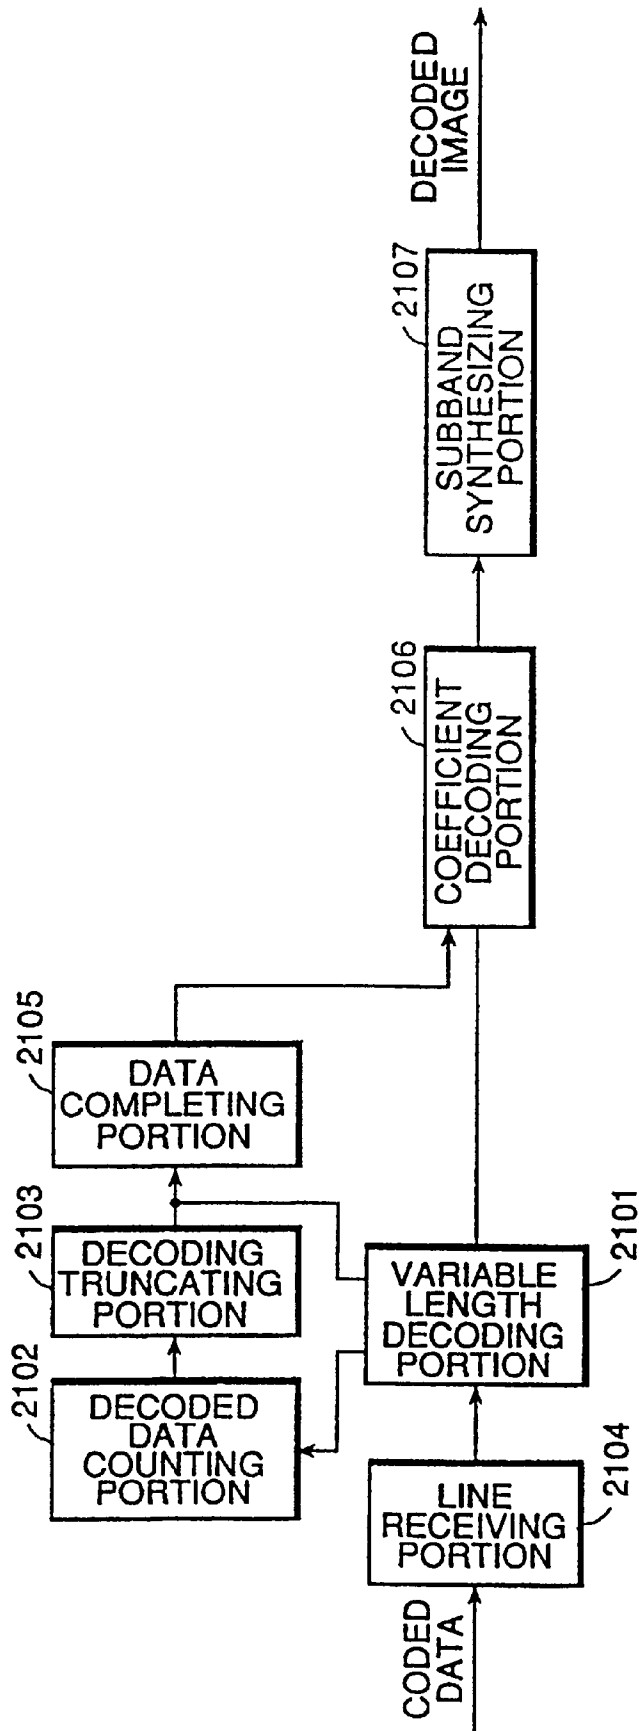 CODED
DATA
2104
LINE
RECEIVING
PORTION
2101
VARIABLE
LENGTH
DECODING
PORTION
2102
DECODED
DATA
COUNTING
PORTION
2103
DECODING
TRUNCATING
PORTION
2105
DATA
COMPLETING
PORTION
2106
COEFFICIENT
DECODING
PORTION
2107
SUBBAND
SYNTHESIZING
PORTION
DECODED
IMAGE